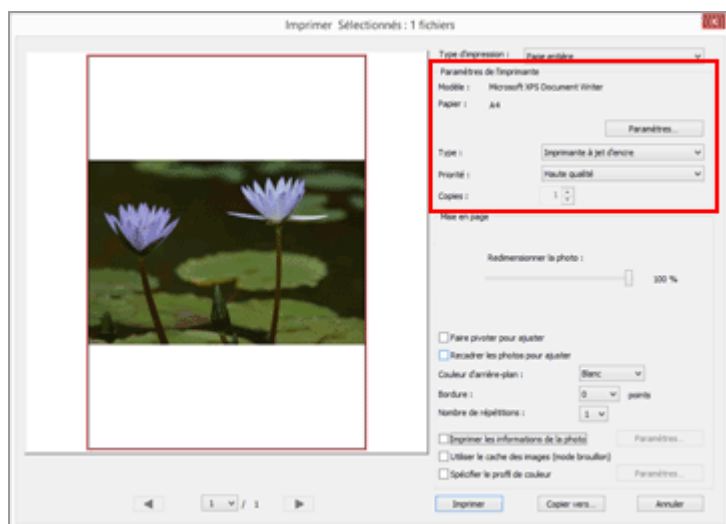 Imprimer Sélectionnés : 1 fichiers
Type d'impression : Page entière
Paramètres de l'imprimante
Modèle : Microsoft XPS Document Writer
Papier : A4
Paramètres...
Type : Imprimante à jet d'encre
Priorité : Haute qualité
Copies : 1
Mise en page
Redimensionner la photo :
100 %
Faire pivoter pour ajuster
Recadrer les photos pour ajuster
Couleur d'arrière-plan : Blanc
Bordure : 0 points
Nombre de répétitions : 1
Imprimer les informations de la photo Paramètres...
Utiliser le cache des images (mode brouillon)
Spécifier le profil de couleur Paramètres...
1 / 1 Imprimer Copier vers... Annuler